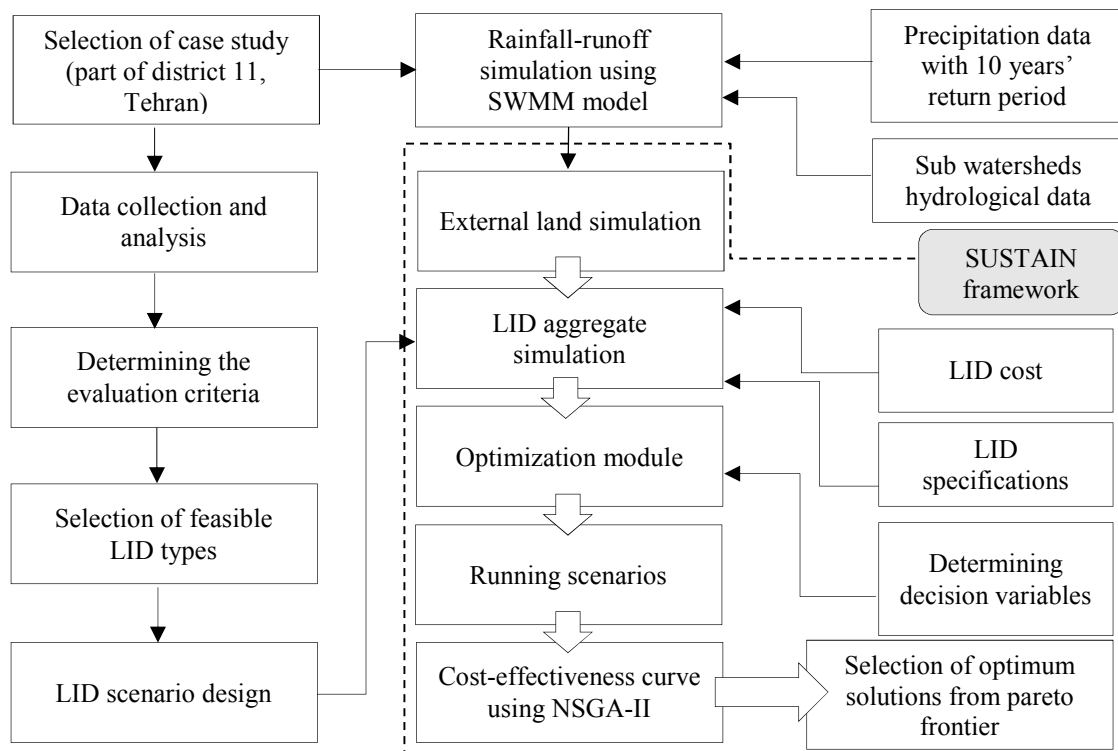 Selection of case study
(part of district 11,
Tehran)
Data collection and
analysis
Determining the
evaluation criteria
Selection of feasible
LID types
LID scenario design
Rainfall-runoff
simulation using
SWMM model
External land simulation
LID aggregate
simulation
Optimization module
Running scenarios
Cost-effectiveness curve
using NSGA-II
Precipitation data
with 10 years’
return period
Sub watersheds
hydrological data
SUSTAIN
framework
LID cost
LID
specifications
Determining
decision variables
Selection of optimum
solutions from pareto
frontier